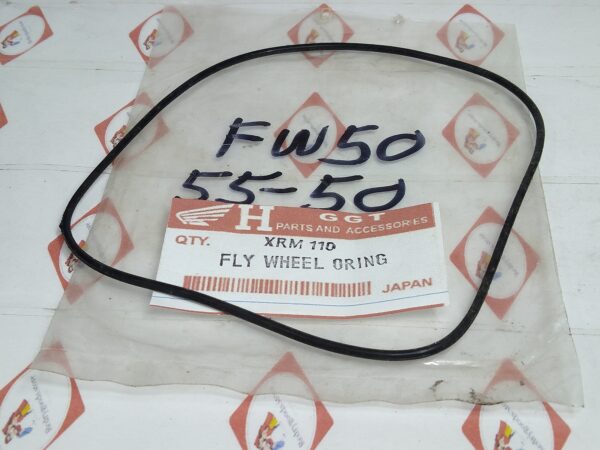 FW50
55-50
H GGT
PARTS AND ACCESSORIES
QTY. XRM 110
FLY WHEEL ORING
JAPAN